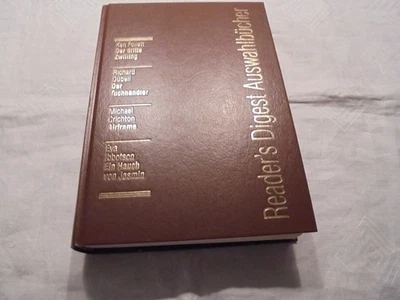 Ken Follett
Der dritte
Zwilling
Richard
Dübell
Der
Tuchhändler
Michael
Crichton
Airframe
Eva
Ibbotson
Ein Hauch
von Jasmin
Reader's Digest Auswahlbücher